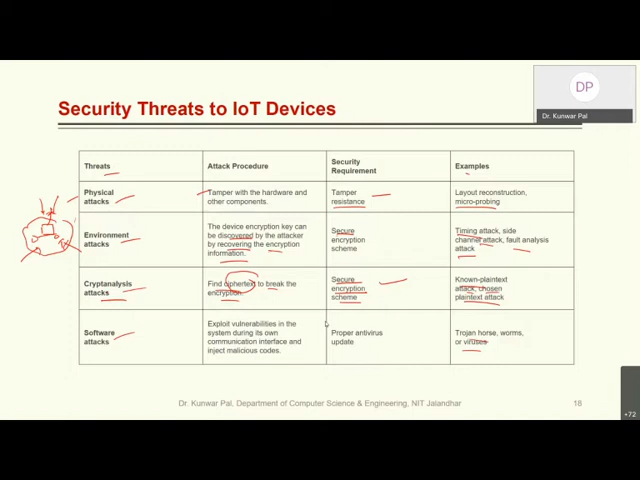 DP
Dr. Kunwar Pal
Security Threats to IoT Devices
Threats
Attack Procedure
Security
Requirement
Examples
Physical
attacks
Tamper with the hardware and
other components.
Tamper
resistance
Layout reconstruction,
micro-probing
Environment
attacks
The device encryption key can
be discovered by the attacker
by recovering the encryption
information.
Secure
encryption
scheme
Timing attack, side
channel attack, fault analysis
attack
Cryptanalysis
attacks
Find ciphertext to break the
encryption.
Secure
encryption
scheme
Known-plaintext
attack, chosen
plaintext attack
Software
attacks
Exploit vulnerabilities in the
system during its own
communication interface and
inject malicious codes.
Proper antivirus
update
Trojan horse, worms,
or viruses
Dr. Kunwar Pal, Department of Computer Science & Engineering, NIT Jalandhar
18
+72